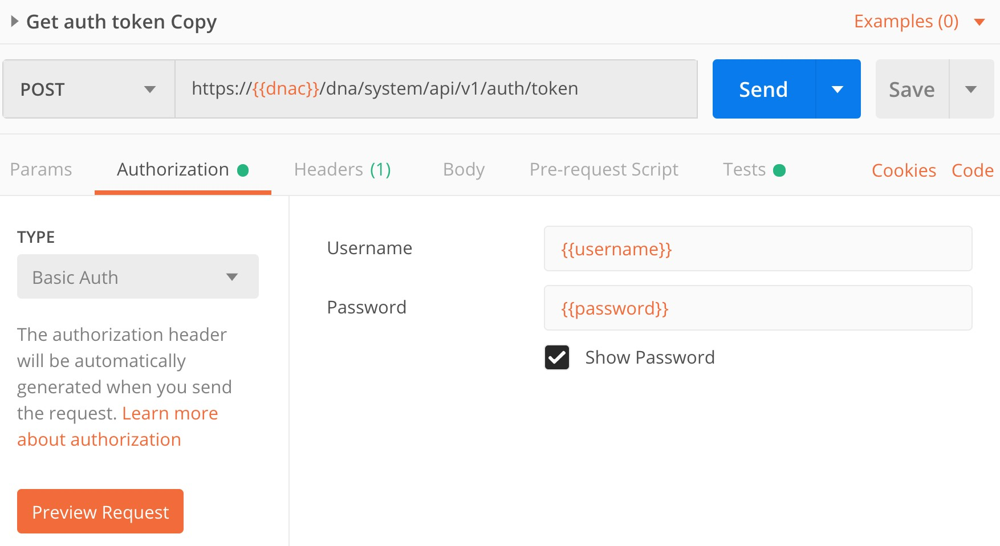 Get auth token Copy
Examples (0)
POST
https://{{dnac}}/dna/system/api/v1/auth/token
Send
Save
Params
Authorization
Headers (1)
Body
Pre-request Script
Tests
Cookies
Code
TYPE
Basic Auth
The authorization header
will be automatically
generated when you send
the request. Learn more
about authorization
Preview Request
Username
{{username}}
Password
{{password}}
Show Password